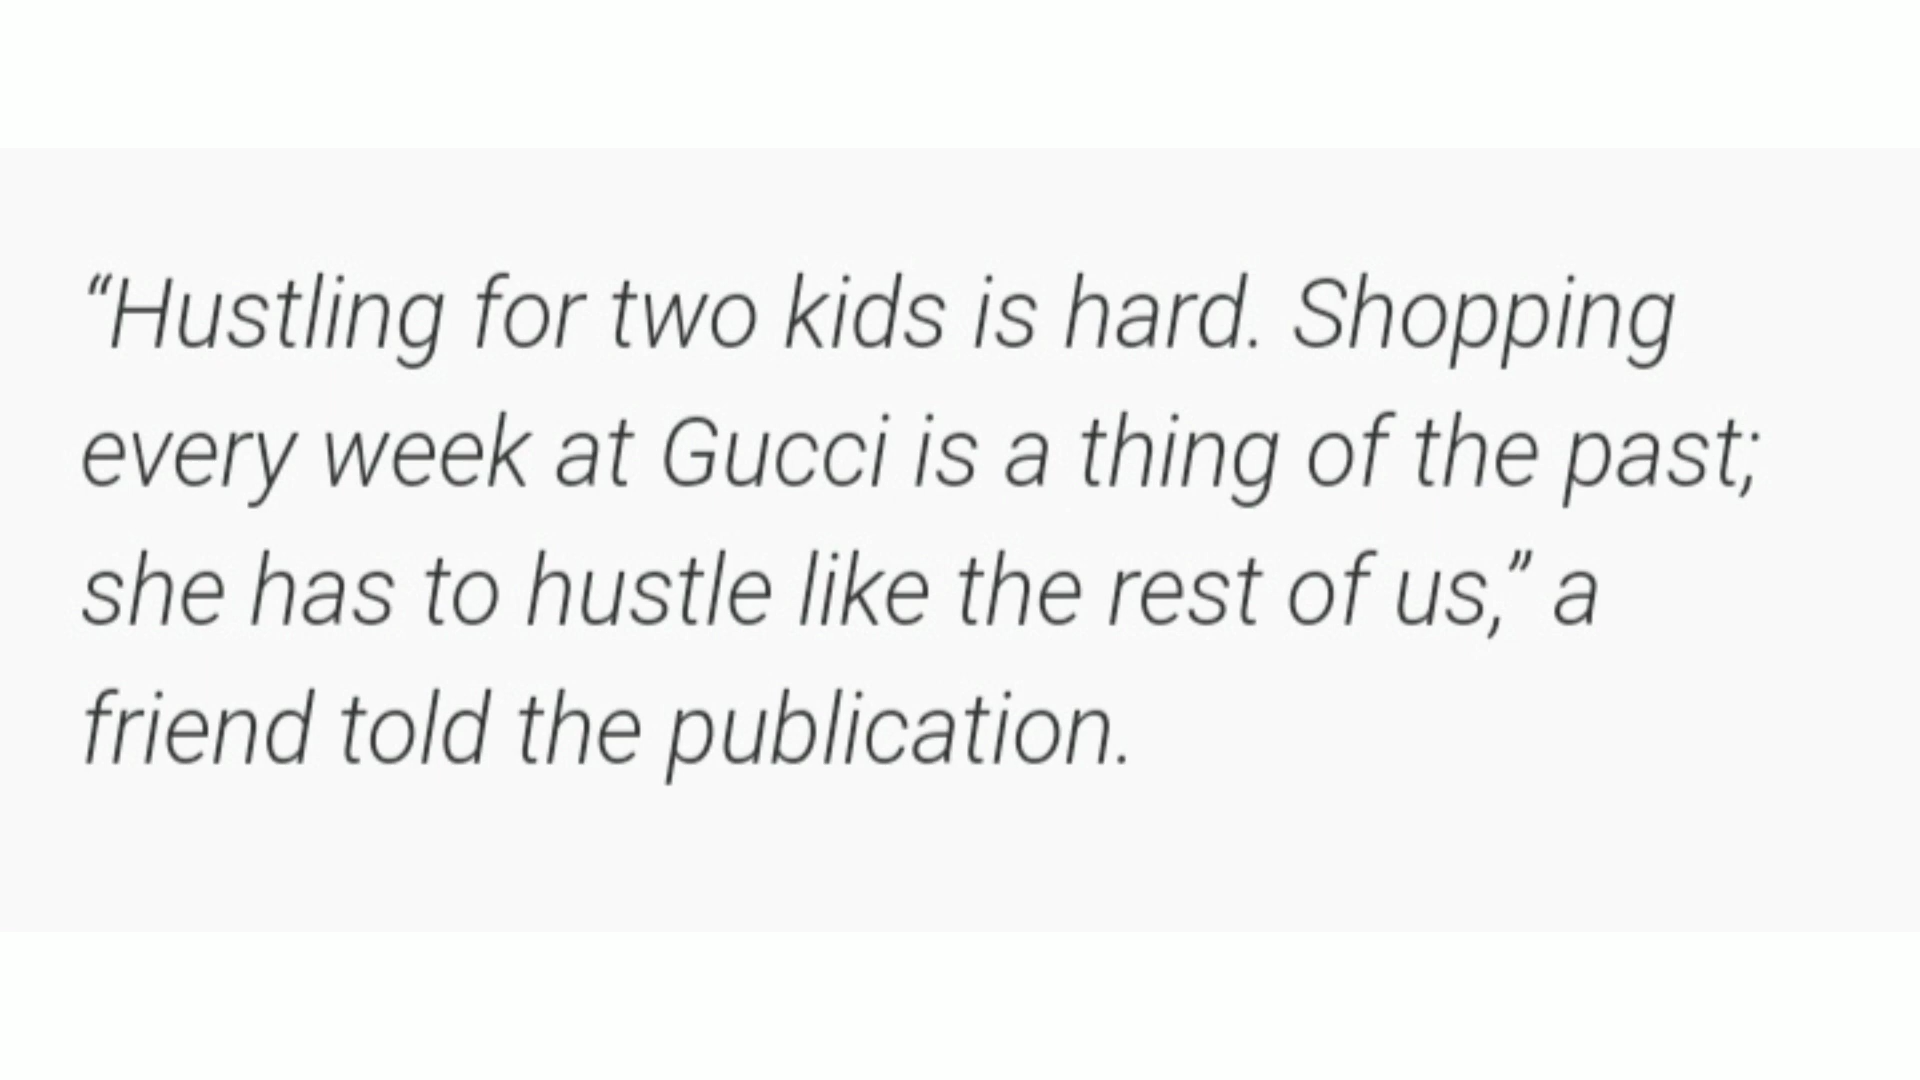 “Hustling for two kids is hard. Shopping
every week at Gucci is a thing of the past;
she has to hustle like the rest of us,” a
friend told the publication.